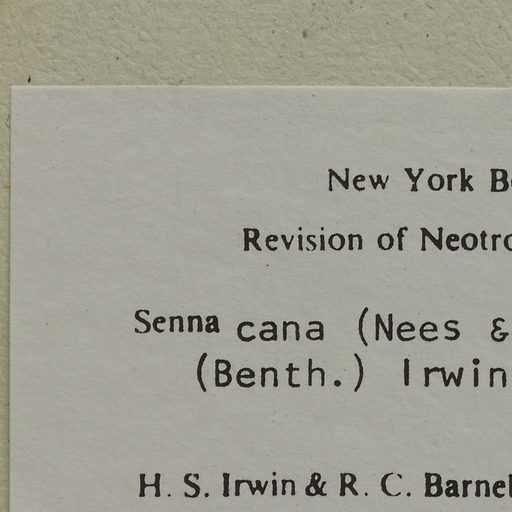 New York B
Revision of Neotro
Senna cana (Nees &
(Benth.) Irwin
H. S. Irwin & R. C. Barne